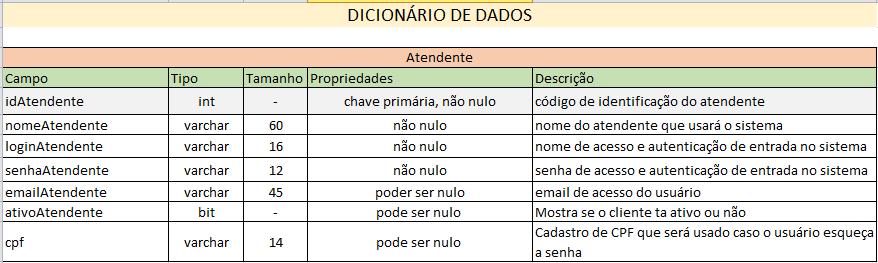 DICIONÁRIO DE DADOS
Atendente
Campo Tipo Tamanho Propriedades Descrição
idAtendente int - chave primária, não nulo código de identificação do atendente
nomeAtendente varchar 60 não nulo nome do atendente que usará o sistema
loginAtendente varchar 16 não nulo nome de acesso e autenticação de entrada no sistema
senhaAtendente varchar 12 não nulo senha de acesso e autenticação de entrada no sistema
emailAtendente varchar 45 poder ser nulo email de acesso do usuário
ativoAtendente bit - pode ser nulo Mostra se o cliente ta ativo ou não
cpf varchar 14 pode ser nulo Cadastro de CPF que será usado caso o usuário esqueça
a senha